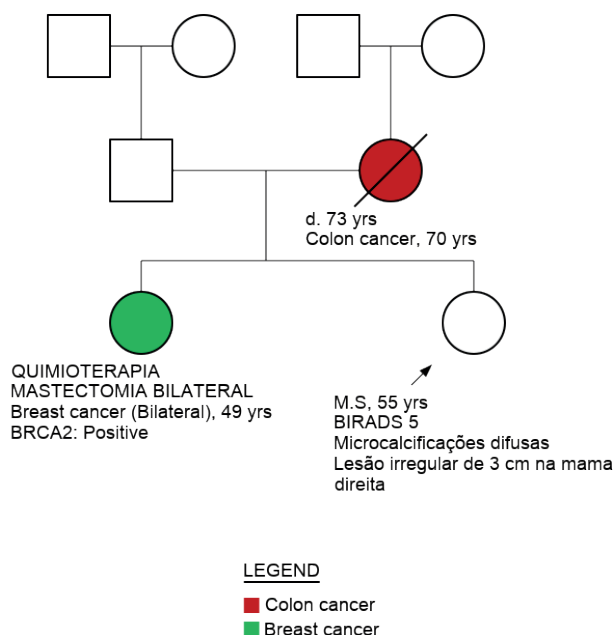 d. 73 yrs
Colon cancer, 70 yrs
QUIMIOTERAPIA
MASTECTOMIA BILATERAL
Breast cancer (Bilateral), 49 yrs
BRCA2: Positive
M.S, 55 yrs
BIRADS 5
Microcalcificações difusas
Lesão irregular de 3 cm na mama
direita
LEGEND
Colon cancer
Breast cancer